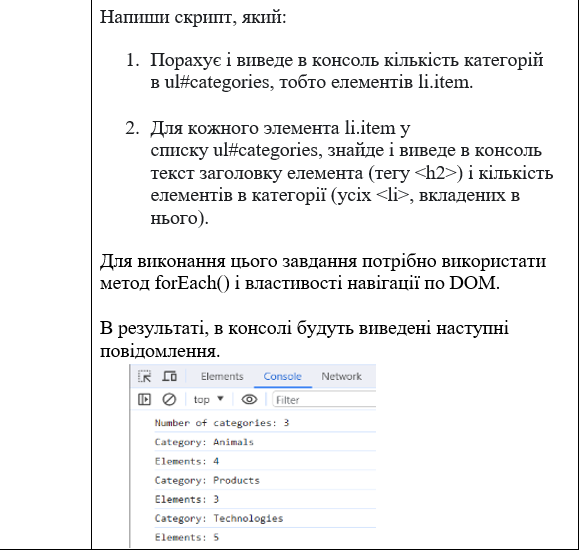 Напиши скрипт, який:
1. Порахує і виведе в консоль кількість категорій
в ul#categories, тобто елементів li.item.
2. Для кожного элемента li.item у
списку ul#categories, знайде і виведе в консоль
текст заголовку елемента (тегу <h2>) і кількість
елементів в категорії (усіх <li>, вкладених в
нього).
Для виконання цього завдання потрібно використати
метод forEach() і властивості навігації по DOM.
В результаті, в консолі будуть виведені наступні
повідомлення.
Elements Console Network
top ▼ Filter
Number of categories: 3
Category: Animals
Elements: 4
Category: Products
Elements: 3
Category: Technologies
Elements: 5